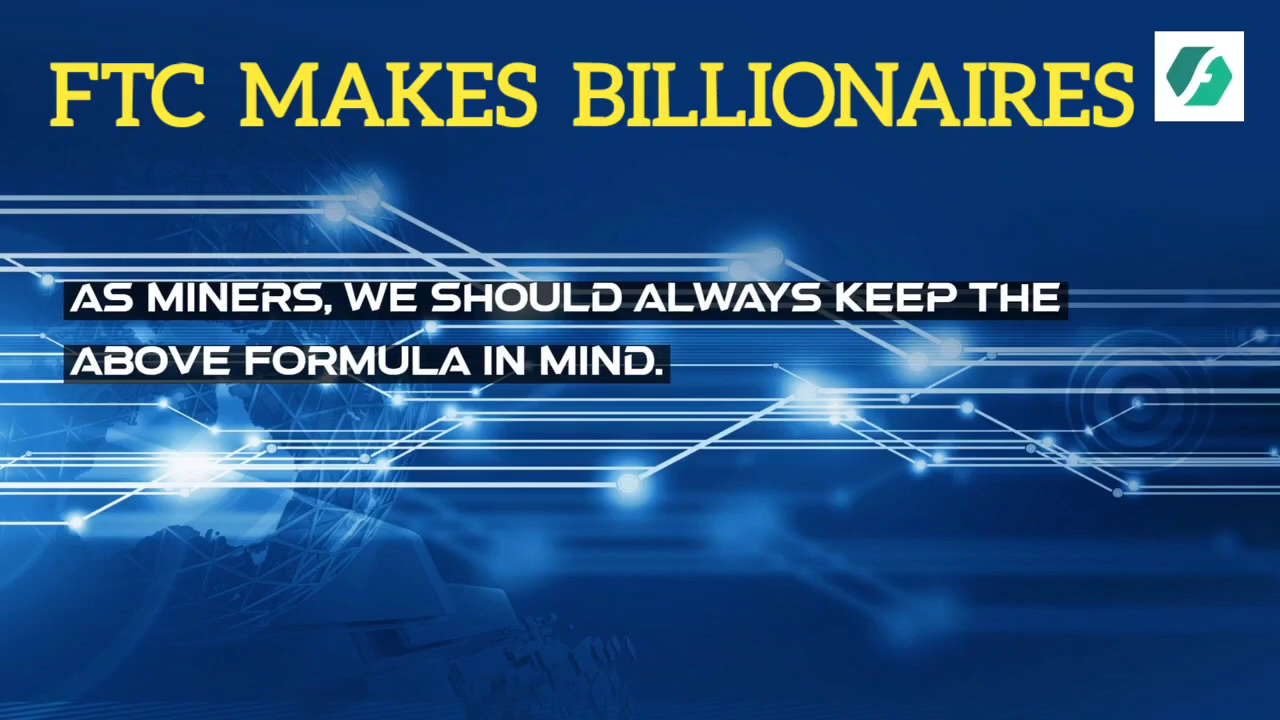 FTC MAKES BILLIONAIRES
AS MINERS, WE SHOULD ALWAYS KEEP THE
ABOVE FORMULA IN MIND.